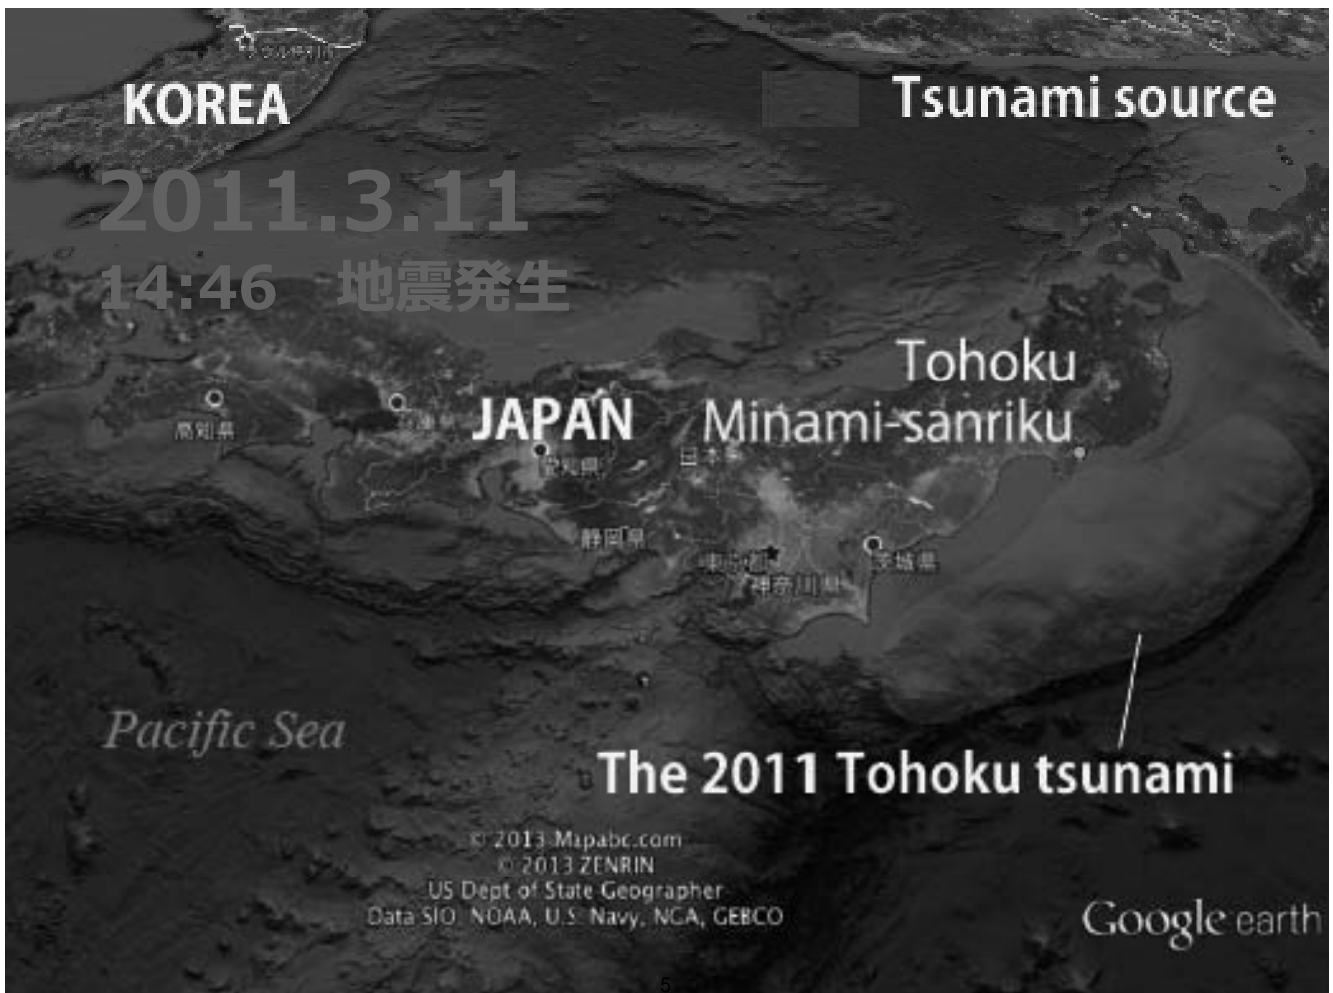 KOREA
Tsunami source
2011.3.11
14:46 地震発生
Tohoku
JAPAN
Minami-sanriku
高知県
愛知県
日本
静岡県
東京都
茨城県
神奈川県
Pacific Sea
The 2011 Tohoku tsunami
© 2013 Mapabc.com
© 2013 ZENRIN
US Dept of State Geographer
Data SIO, NOAA, U.S. Navy, NGA, GEBCO
Google earth
5